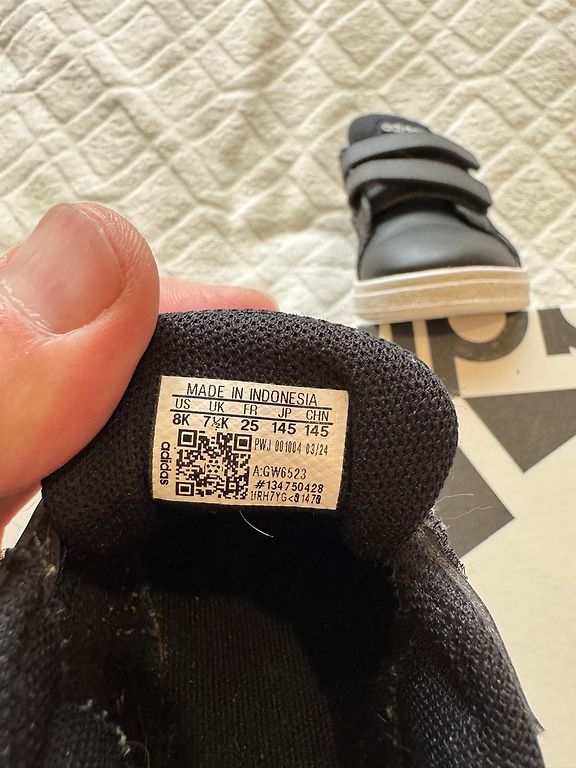 adidas
MADE IN INDONESIA
US UK FR JP CHN
8K 7½K 25 145 145
PWJ 001004 03/24
adidas
A:GW6523
#134750428